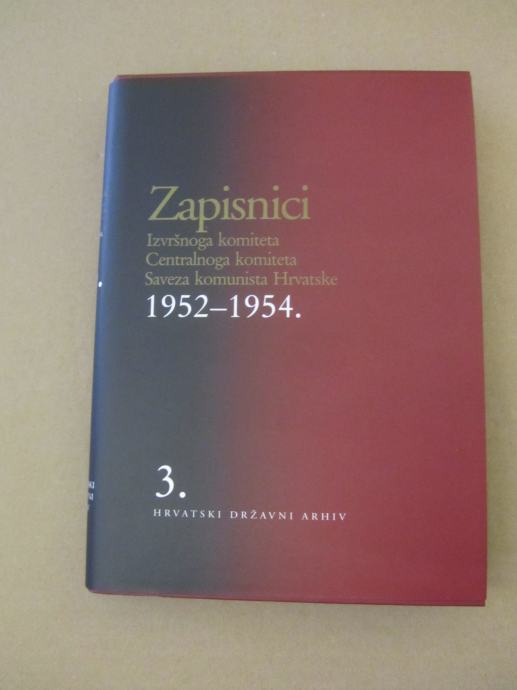 Zapisnici
Izvršnoga komiteta
Centralnoga komiteta
Saveza komunista Hrvatske
1952–1954.
3.
HRVATSKI DRŽAVNI ARHIV